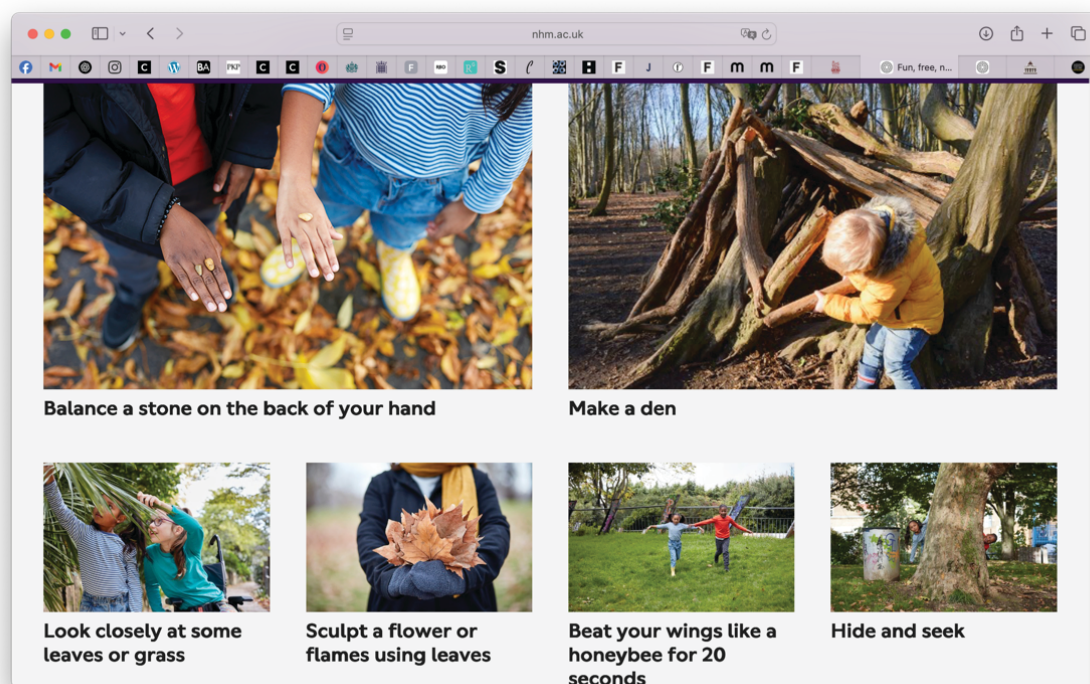 nhm.ac.uk
Fun, free, n...
Balance a stone on the back of your hand
Make a den
Look closely at some
leaves or grass
Sculpt a flower or
flames using leaves
Beat your wings like a
honeybee for 20
seconds
Hide and seek